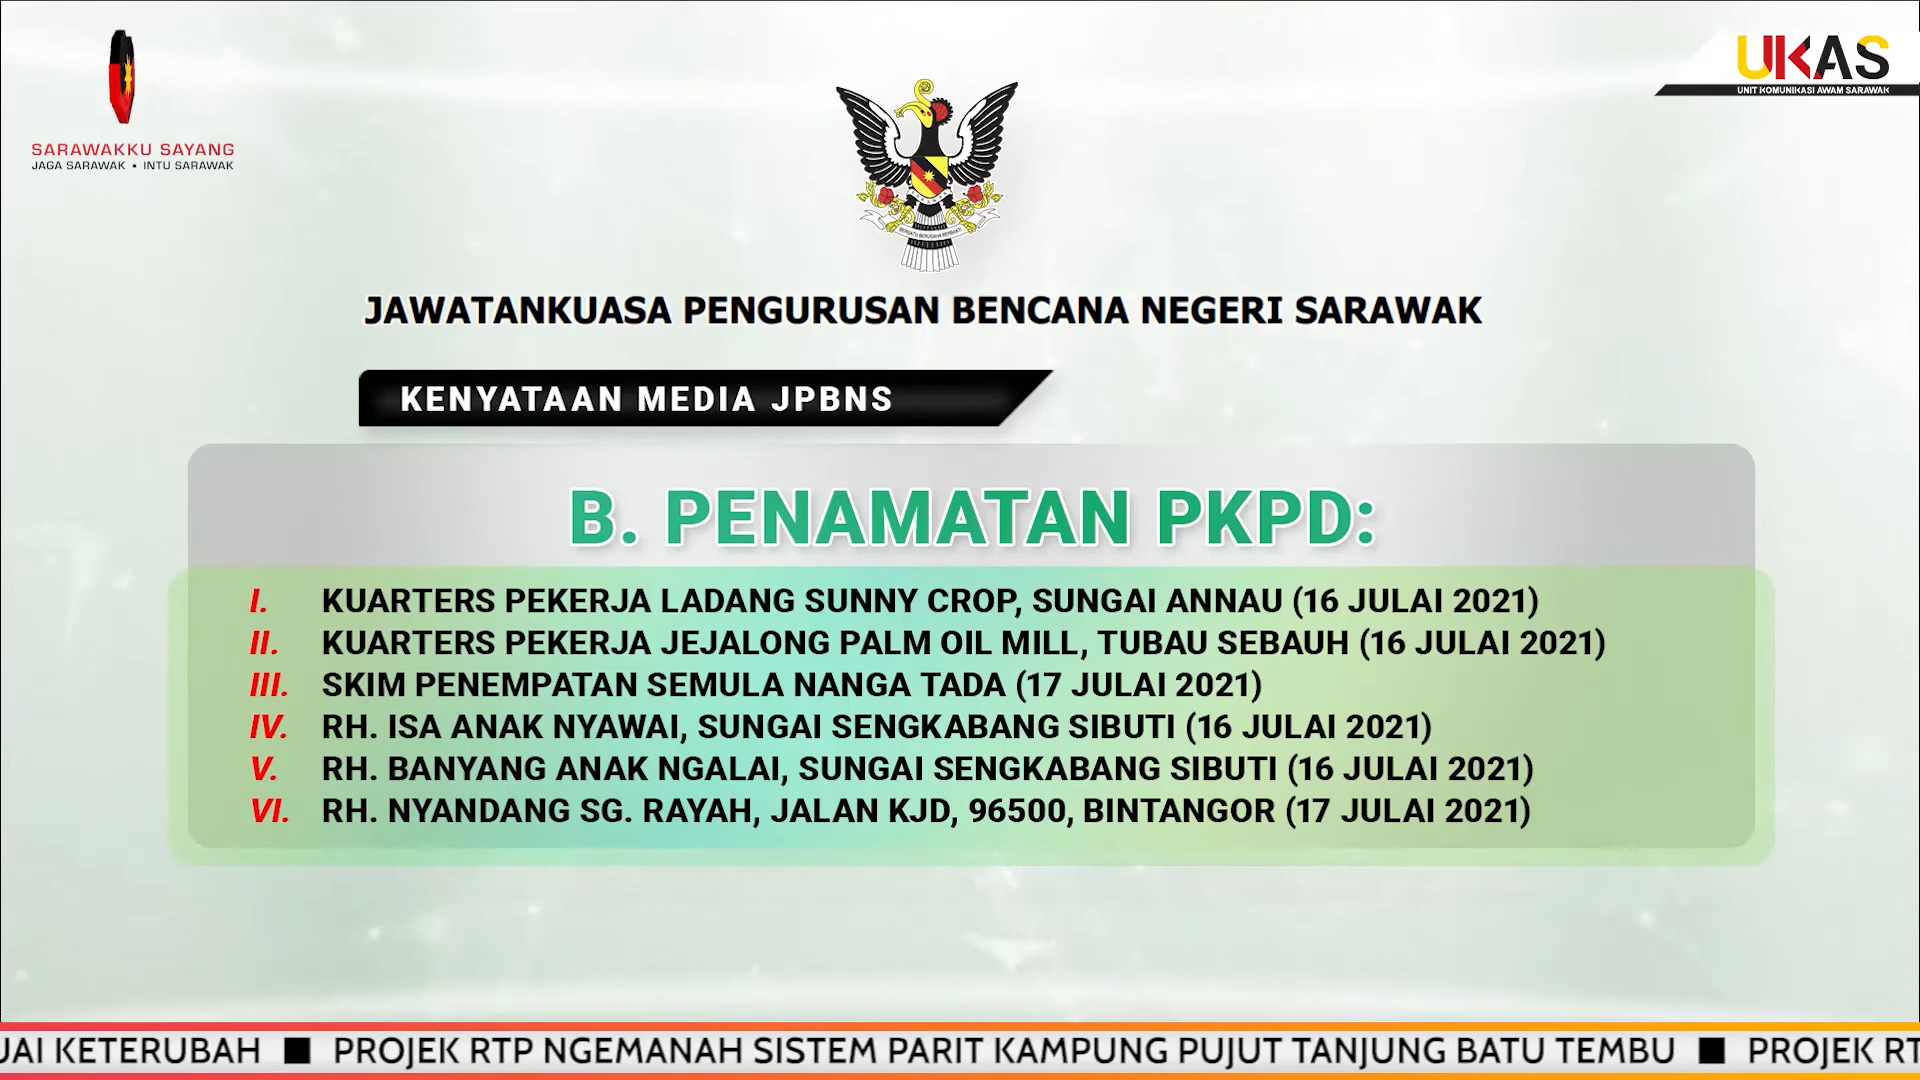 UKAS
UNIT KOMUNIKASI AWAM SARAWAK
SARAWAKKU SAYANG
JAGA SARAWAK • INTU SARAWAK
BERSATU BERUSAHA BERBAKTI
JAWATANKUASA PENGURUSAN BENCANA NEGERI SARAWAK
KENYATAAN MEDIA JPBNS
B. PENAMATAN PKPD:
I. KUARTERS PEKERJA LADANG SUNNY CROP, SUNGAI ANNAU (16 JULAI 2021)
II. KUARTERS PEKERJA JEJALONG PALM OIL MILL, TUBAU SEBAUH (16 JULAI 2021)
III. SKIM PENEMPATAN SEMULA NANGA TADA (17 JULAI 2021)
IV. RH. ISA ANAK NYAWAI, SUNGAI SENGKABANG SIBUTI (16 JULAI 2021)
V. RH. BANYANG ANAK NGALAI, SUNGAI SENGKABANG SIBUTI (16 JULAI 2021)
VI. RH. NYANDANG SG. RAYAH, JALAN KJD, 96500, BINTANGOR (17 JULAI 2021)
KETERUBAH ■ PROJEK RTP NGEMANAH SISTEM PARIT KAMPUNG PUJUT TANJUNG BATU TEMBU ■ PROJEK